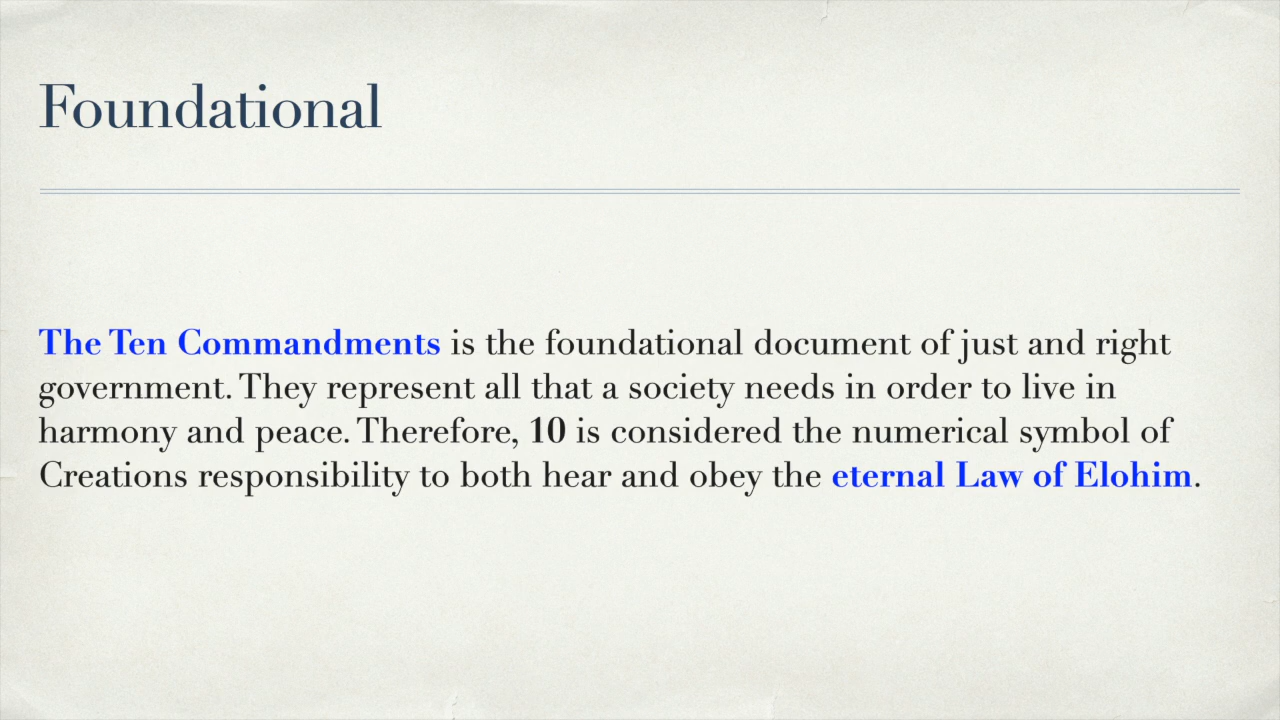 Foundational
The Ten Commandments is the foundational document of just and right
government. They represent all that a society needs in order to live in
harmony and peace. Therefore, 10 is considered the numerical symbol of
Creations responsibility to both hear and obey the eternal Law of Elohim.